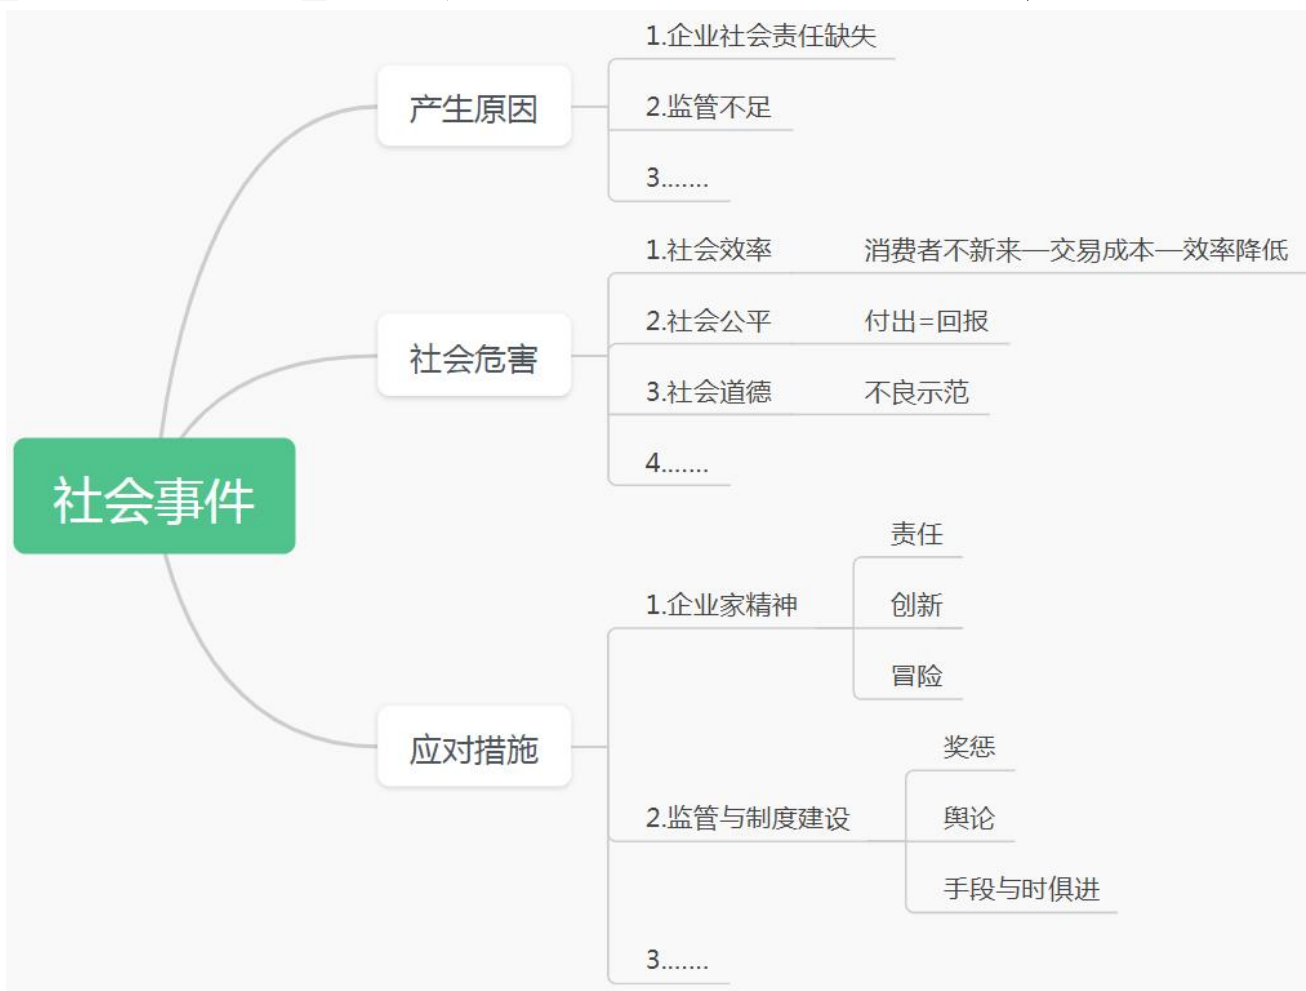 社会事件
产生原因
1.企业社会责任缺失
2.监管不足
3.......
社会危害
1.社会效率 消费者不新来—交易成本—效率降低
2.社会公平 付出=回报
3.社会道德 不良示范
4.......
应对措施
1.企业家精神
责任
创新
冒险
2.监管与制度建设
奖惩
舆论
手段与时俱进
3.......